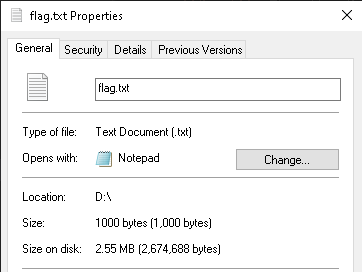 flag.txt Properties
General Security Details Previous Versions
flag.txt
Type of file: Text Document (.txt)
Opens with: Notepad Change...
Location: D:\
Size: 1000 bytes (1,000 bytes)
Size on disk: 2.55 MB (2,674,688 bytes)